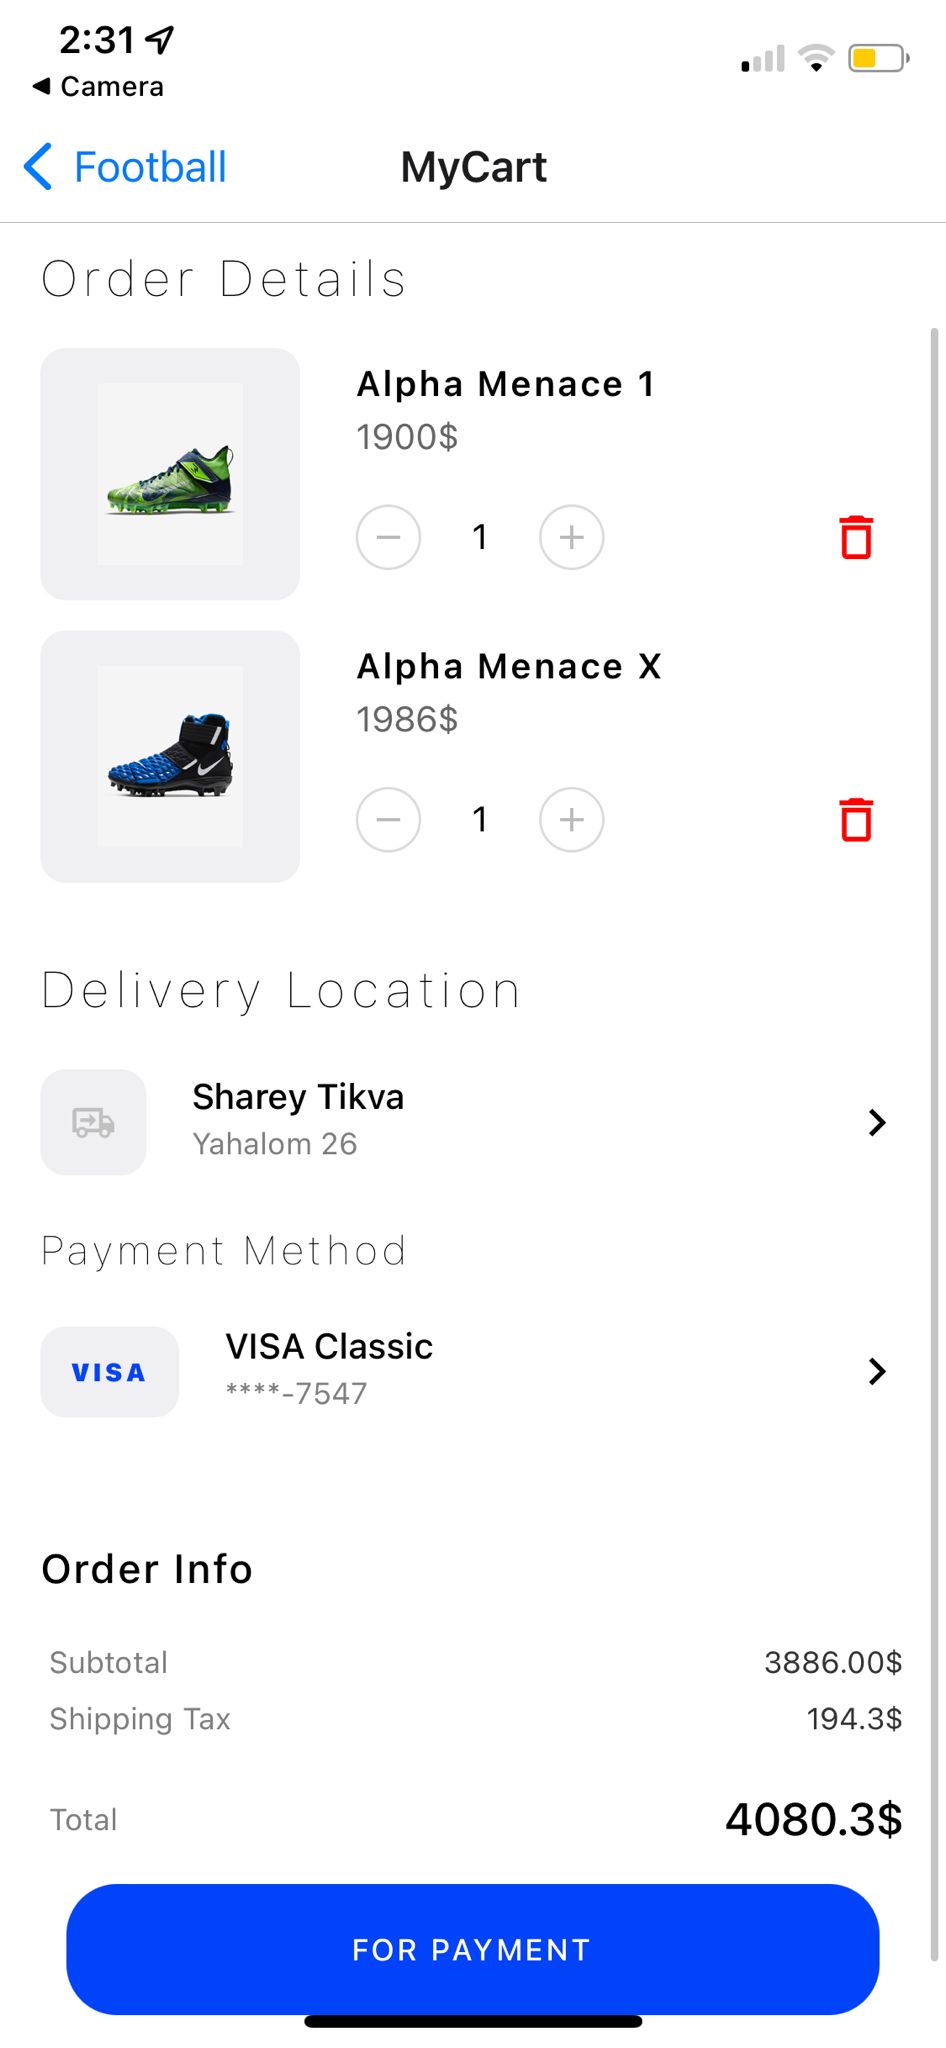 2:31
◀ Camera
Football
MyCart
Order Details
Alpha Menace 1
1900$
1
Alpha Menace X
1986$
1
Delivery Location
Sharey Tikva
Yahalom 26
Payment Method
VISA
VISA Classic
****-7547
Order Info
Subtotal 3886.00$
Shipping Tax 194.3$
Total 4080.3$
FOR PAYMENT